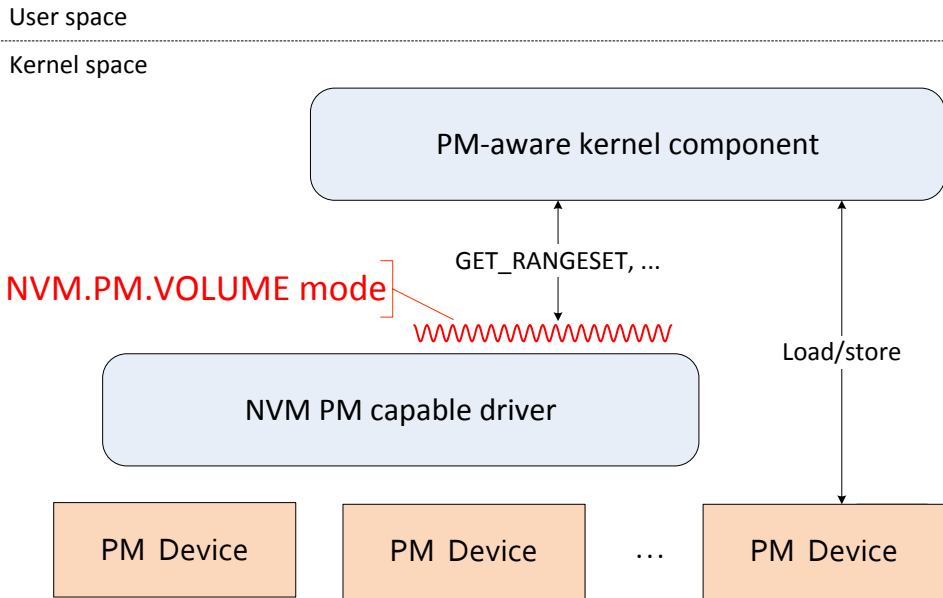 User space
Kernel space
PM-aware kernel component
GET_RANGESET, ...
NVM.PM.VOLUME mode
Load/store
NVM PM capable driver
PM Device
PM Device
...
PM Device